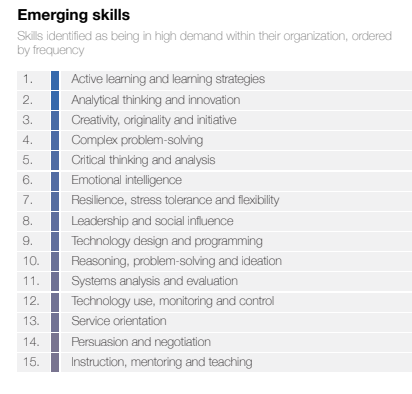 Emerging skills
Skills identified as being in high demand within their organization, ordered
by frequency
1. Active learning and learning strategies
2. Analytical thinking and innovation
3. Creativity, originality and initiative
4. Complex problem-solving
5. Critical thinking and analysis
6. Emotional intelligence
7. Resilience, stress tolerance and flexibility
8. Leadership and social influence
9. Technology design and programming
10. Reasoning, problem-solving and ideation
11. Systems analysis and evaluation
12. Technology use, monitoring and control
13. Service orientation
14. Persuasion and negotiation
15. Instruction, mentoring and teaching